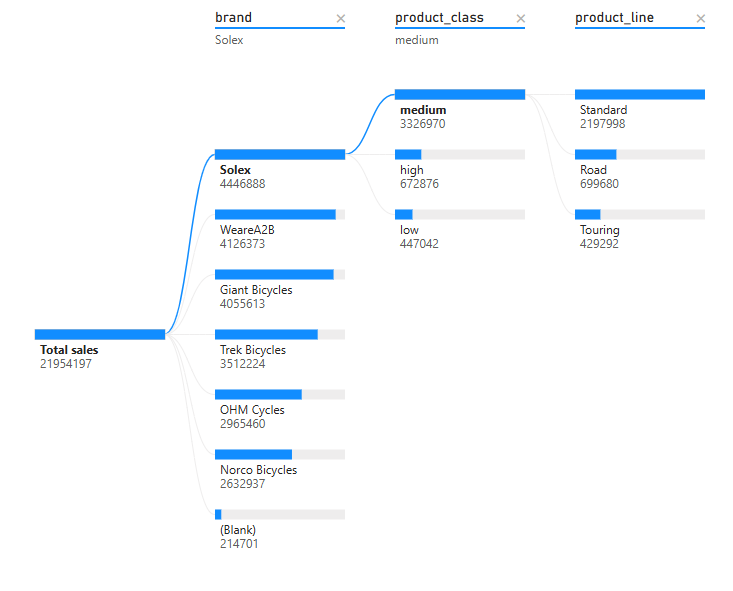 brand
Solex
product_class
medium
product_line
Total sales
21954197
Solex
4446888
WeareA2B
4126373
Giant Bicycles
4055613
Trek Bicycles
3512224
OHM Cycles
2965460
Norco Bicycles
2632937
(Blank)
214701
medium
3326970
high
672876
low
447042
Standard
2197998
Road
699680
Touring
429292